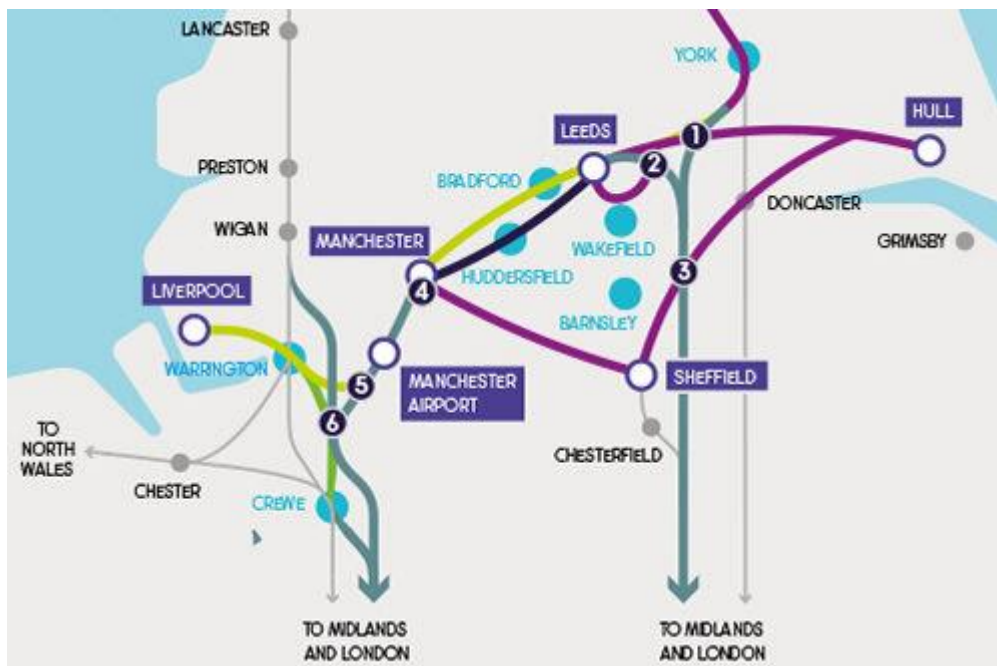 LANCASTER
YORK
HULL
LEEDS
1
2
PRESTON
BRADFORD
DONCASTER
WIGAN
MANCHESTER
WAKEFIELD
GRIMSBY
HUDDERSFIELD
3
4
LIVERPOOL
BARNSLEY
WARRINGTON
5
MANCHESTER
AIRPORT
SHEFFIELD
6
TO
NORTH
WALES
CHESTERFIELD
CHESTER
CREWE
TO MIDLANDS
AND LONDON
TO MIDLANDS
AND LONDON